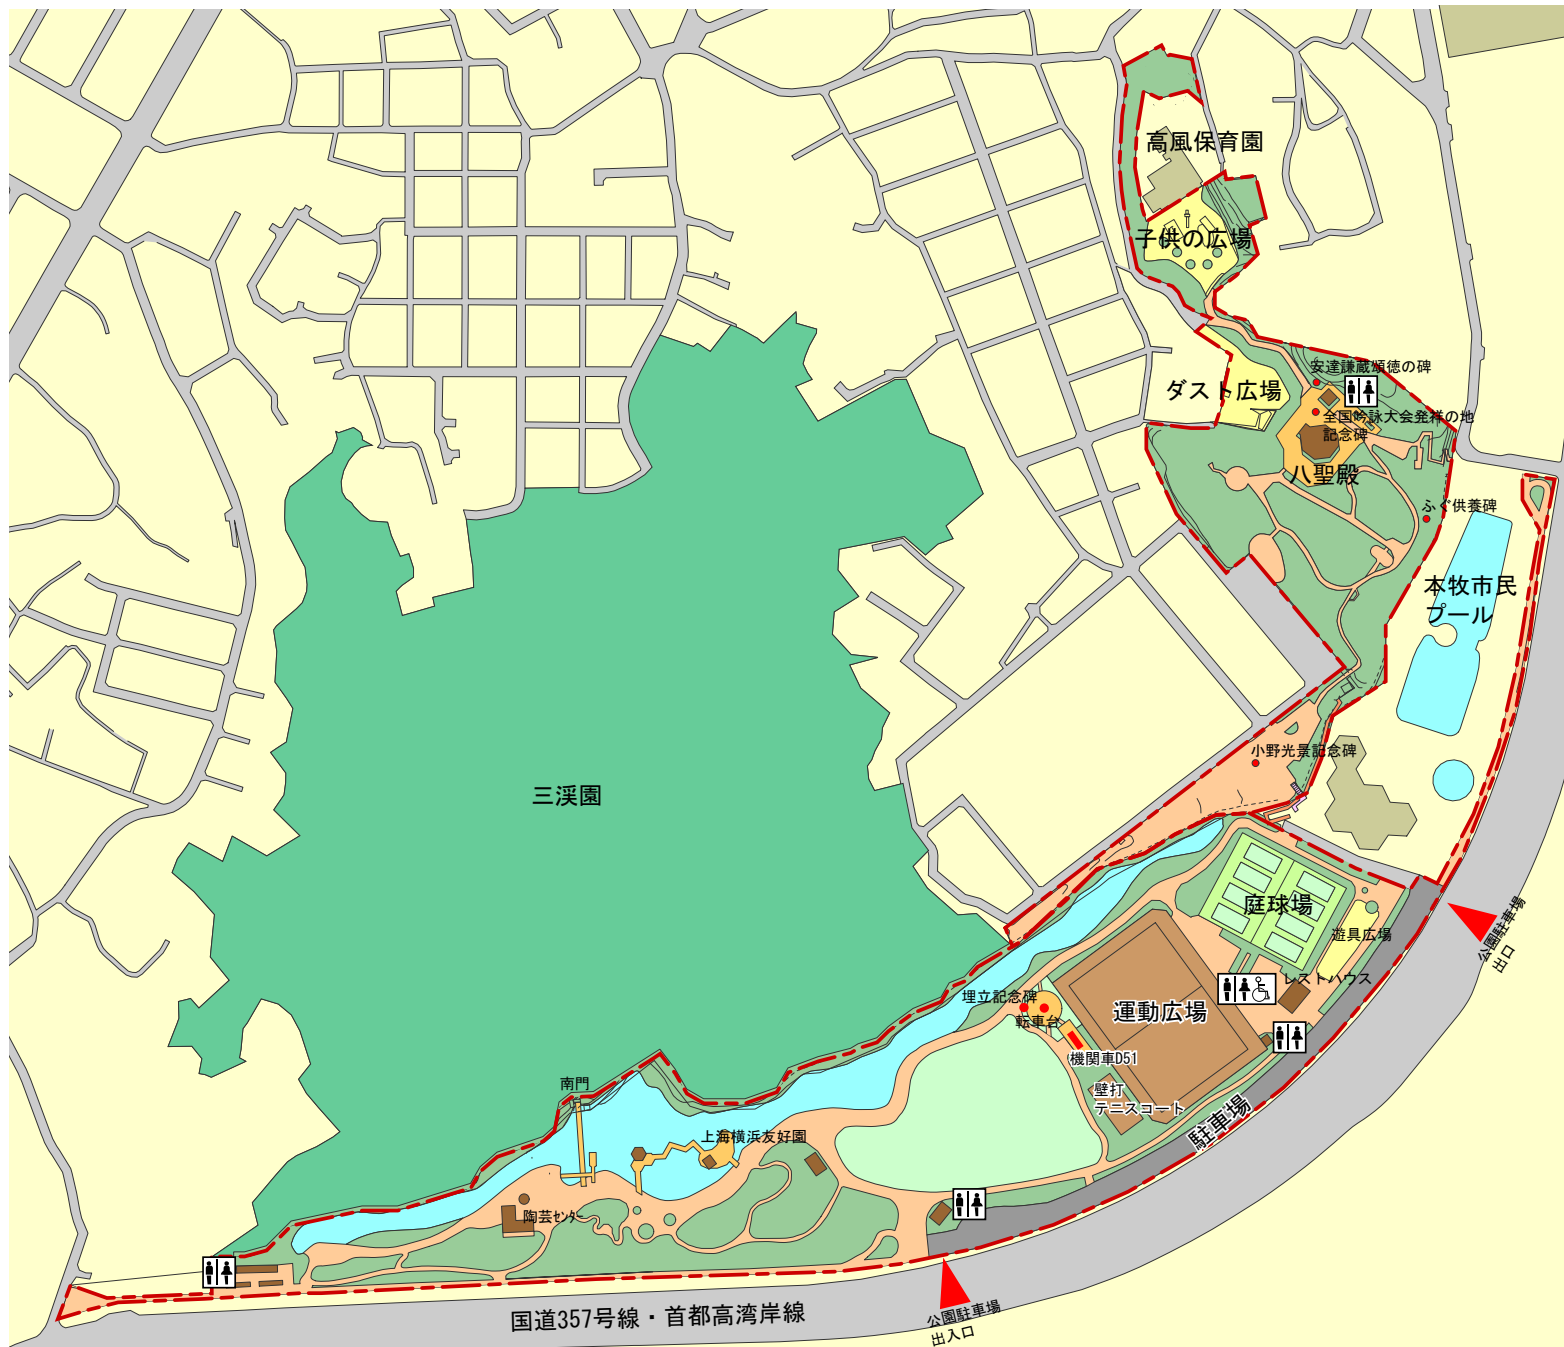 高風保育園
子供の広場
安達謙蔵頌徳の碑
ダスト広場
全国吟詠大会発祥の地
記念碑
八聖殿
ふぐ供養碑
本牧市民
プール
小野光景記念碑
三溪園
庭球場
遊具広場
公園駐車場
出口
レストハウス
埋立記念碑
転車台
運動広場
機関車D51
壁打
テニスコート
南門
駐車場
上海横浜友好園
陶芸ｾﾝﾀｰ
国道357号線・首都高湾岸線
公園駐車場
出入口